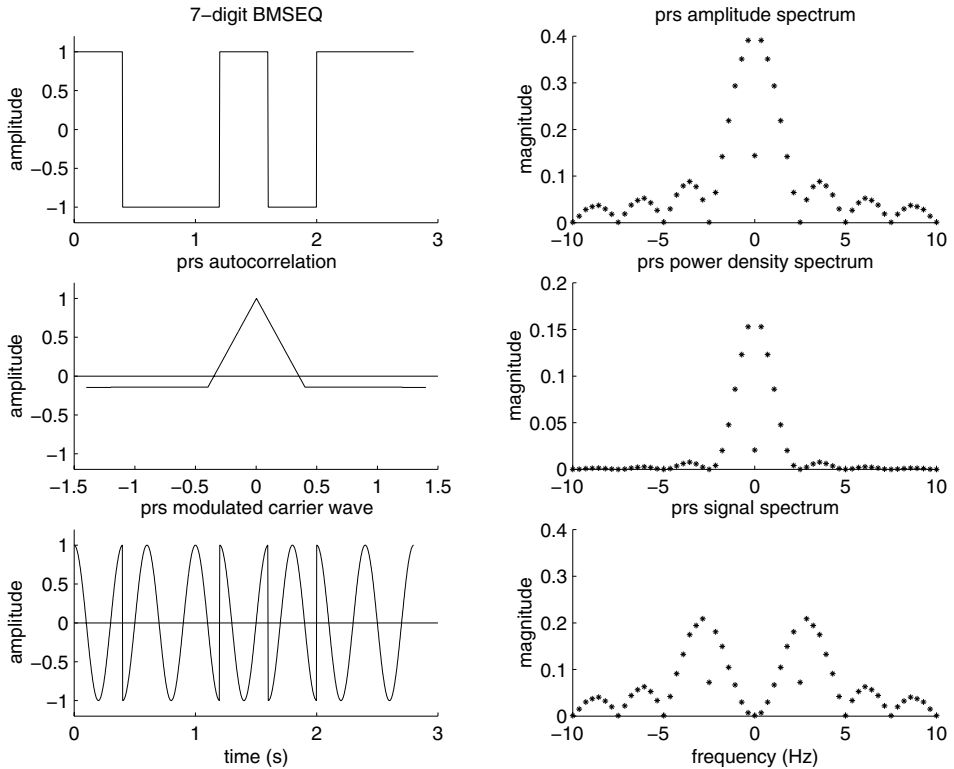 7−digit BMSEQ
amplitude
1
0.5
0
−0.5
−1
0 1 2 3
prs amplitude spectrum
magnitude
0.4
0.3
0.2
0.1
0
−10 −5 0 5 10
prs autocorrelation
amplitude
1
0.5
0
−0.5
−1
−1.5 −1 −0.5 0 0.5 1 1.5
prs power density spectrum
magnitude
0.2
0.15
0.1
0.05
0
−10 −5 0 5 10
prs modulated carrier wave
amplitude
1
0.5
0
−0.5
−1
0 1 2 3
time (s)
prs signal spectrum
magnitude
0.4
0.3
0.2
0.1
0
−10 −5 0 5 10
frequency (Hz)